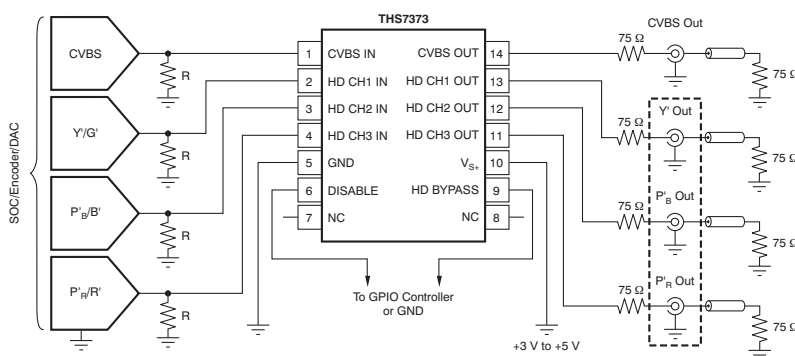 THS7373
CVBS Out
SOC/Encoder/DAC
CVBS
R
Y'/G'
R
P'B/B'
R
P'R/R'
R
1 CVBS IN
2 HD CH1 IN
3 HD CH2 IN
4 HD CH3 IN
5 GND
6 DISABLE
7 NC
CVBS OUT 14
HD CH1 OUT 13
HD CH2 OUT 12
HD CH3 OUT 11
VS+ 10
HD BYPASS 9
NC 8
To GPIO Controller
or GND
+3 V to +5 V
75 Ω
75 Ω
Y' Out
75 Ω
75 Ω
P'B Out
75 Ω
75 Ω
P'R Out
75 Ω
75 Ω